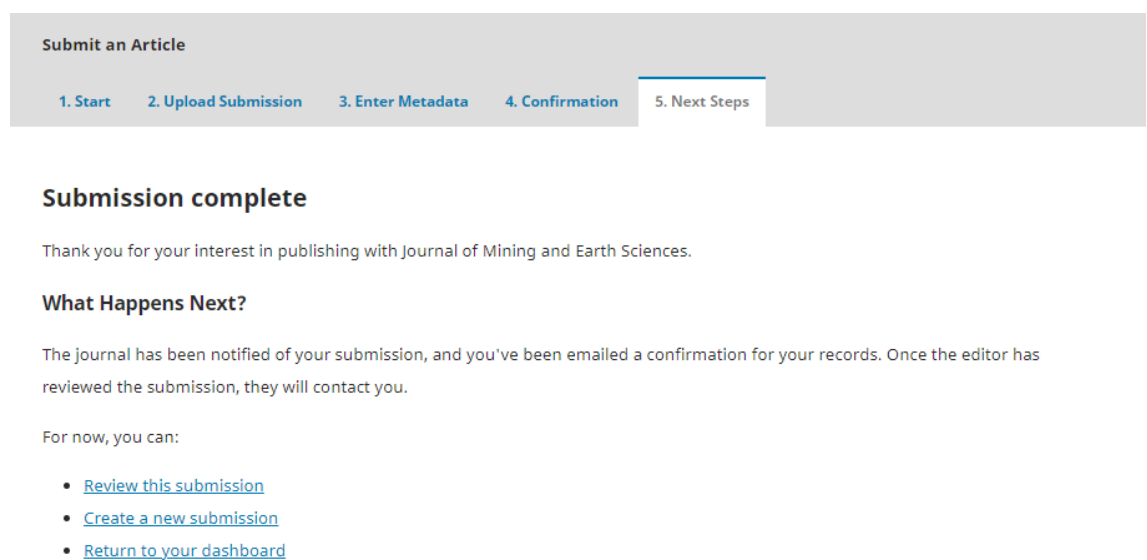 Submit an Article
1. Start 2. Upload Submission 3. Enter Metadata 4. Confirmation 5. Next Steps
Submission complete
Thank you for your interest in publishing with Journal of Mining and Earth Sciences.
What Happens Next?
The journal has been notified of your submission, and you've been emailed a confirmation for your records. Once the editor has
reviewed the submission, they will contact you.
For now, you can:
• Review this submission
• Create a new submission
• Return to your dashboard